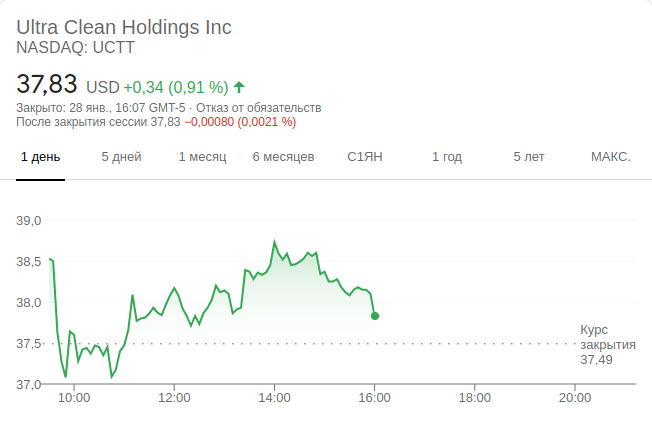 Ultra Clean Holdings Inc
NASDAQ: UCTT
37,83 USD +0,34 (0,91 %)
Закрыто: 28 янв., 16:07 GMT-5 · Отказ от обязательств
После закрытия сессии 37,83 −0,00080 (0,0021 %)
1 день 5 дней 1 месяц 6 месяцев С1ЯН 1 год 5 лет МАКС.
39,0
38,5
38,0
37,5
37,0
Курс
закрытия
37,49
10:00 12:00 14:00 16:00 18:00 20:00